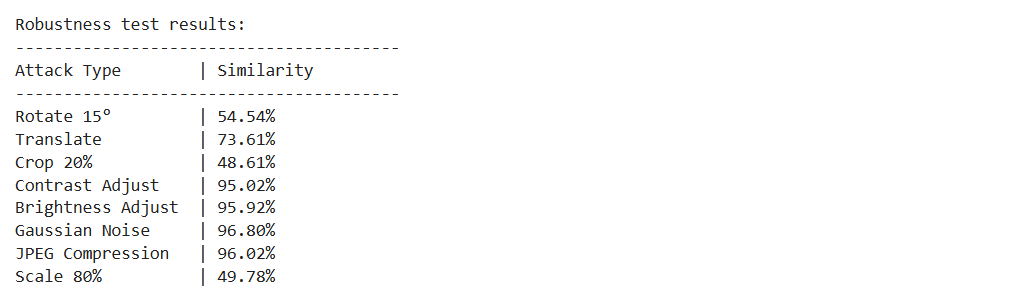 Robustness test results:
----------------------------------------
Attack Type        | Similarity
----------------------------------------
Rotate 15°         | 54.54%
Translate          | 73.61%
Crop 20%           | 48.61%
Contrast Adjust    | 95.02%
Brightness Adjust  | 95.92%
Gaussian Noise     | 96.80%
JPEG Compression   | 96.02%
Scale 80%          | 49.78%